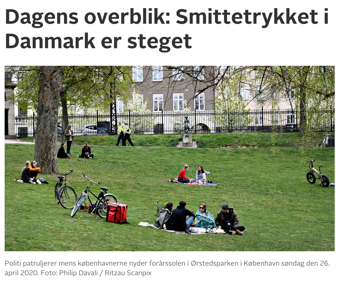 Dagens overblik: Smittetrykket i
Danmark er steget
Politi patruljerer mens københavnerne nyder forårssolen i Ørstedsparken i København søndag den 26.
april 2020. Foto: Philip Davali / Ritzau Scanpix